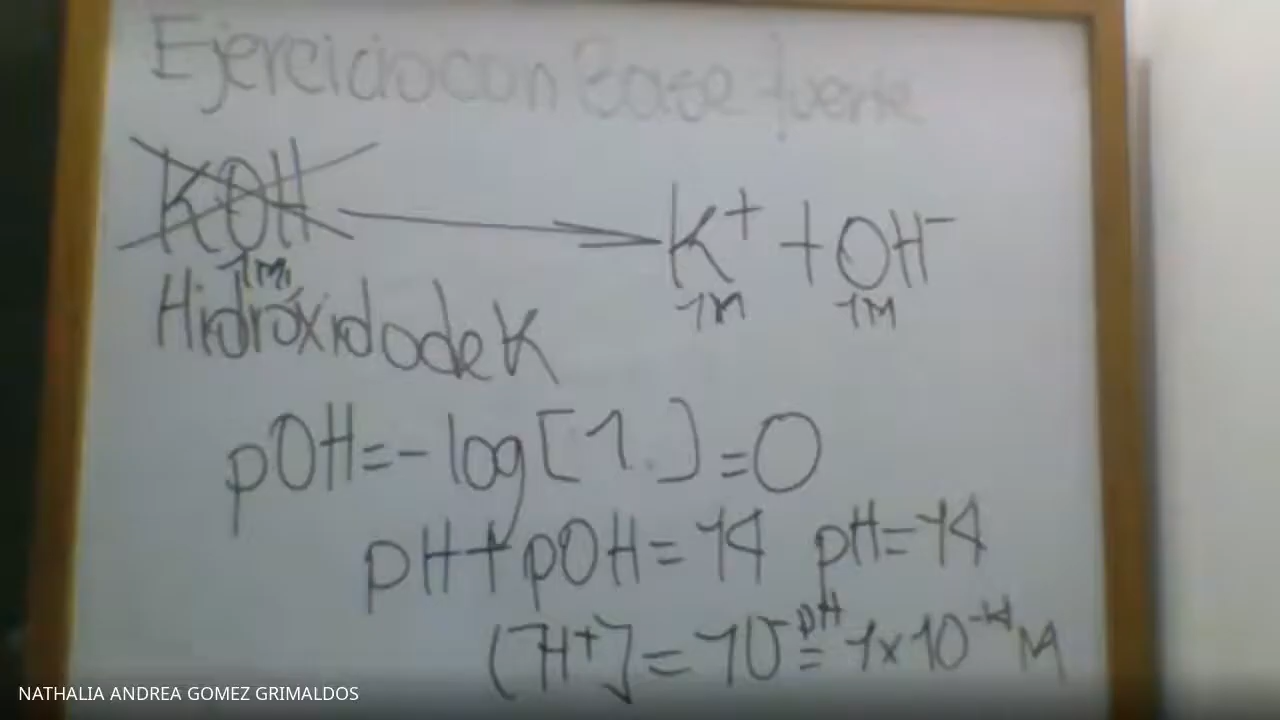 Ejercicio con Base fuerte
KOH → K⁺ + OH⁻
1M 1M 1M
Hidróxido de K
pOH = - log [1.] = 0
pH + pOH = 14 pH = 14
[H⁺] = 10⁻ᵖᴴ = 1x10⁻¹⁴ M
NATHALIA ANDREA GOMEZ GRIMALDOS